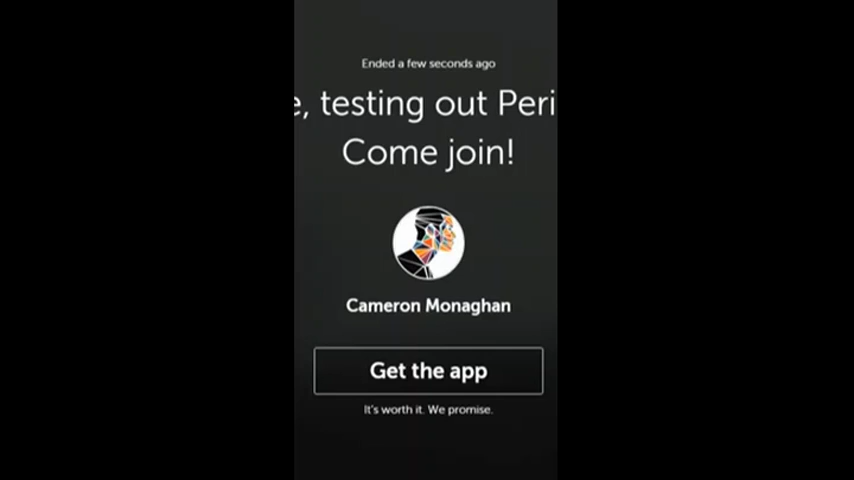 Ended a few seconds ago
e, testing out Peri
Come join!
Cameron Monaghan
Get the app
It's worth it. We promise.